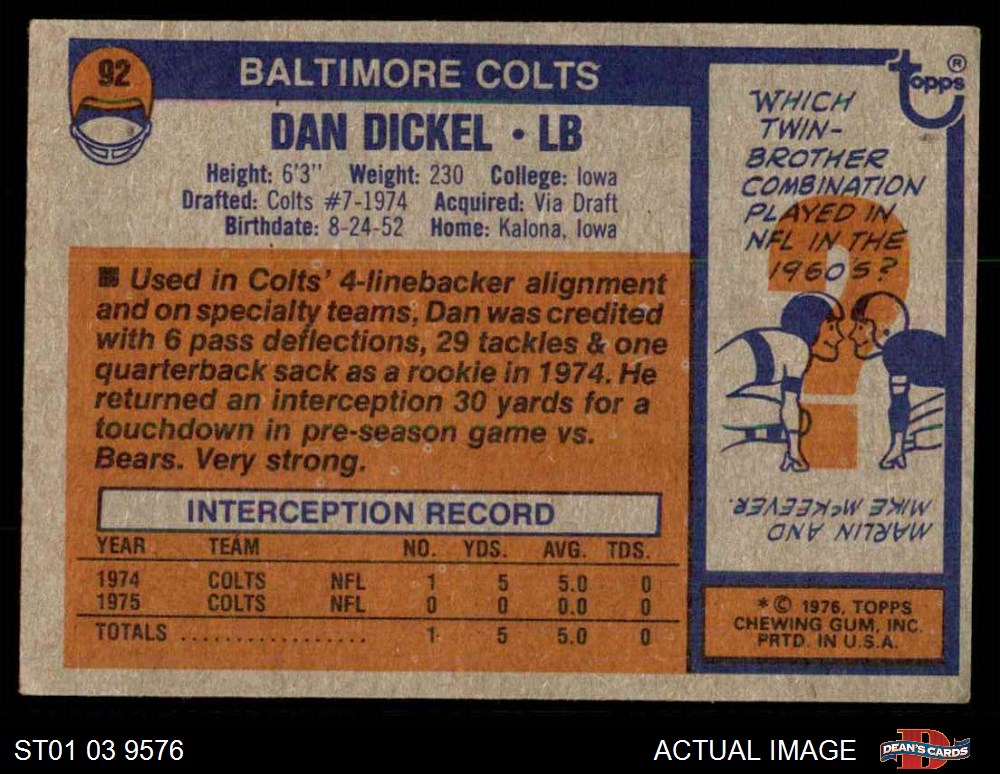 92
BALTIMORE COLTS
DAN DICKEL • LB
Height: 6'3" Weight: 230 College: Iowa
Drafted: Colts #7-1974 Acquired: Via Draft
Birthdate: 8-24-52 Home: Kalona, Iowa
Used in Colts' 4-linebacker alignment
and on specialty teams, Dan was credited
with 6 pass deflections, 29 tackles & one
quarterback sack as a rookie in 1974. He
returned an interception 30 yards for a
touchdown in pre-season game vs.
Bears. Very strong.
INTERCEPTION RECORD
YEAR TEAM NO. YDS. AVG. TDS.
1974 COLTS NFL 1 5 5.0 0
1975 COLTS NFL 0 0 0.0 0
TOTALS .................. 1 5 5.0 0
topps®
WHICH
TWIN-
BROTHER
COMBINATION
PLAYED IN
NFL IN THE
1960'S?
?
MARLIN AND
MIKE McKEEVER.
*© 1976, TOPPS
CHEWING GUM, INC.
PRTD. IN U.S.A.
ST01 03 9576
ACTUAL IMAGE
DEAN'S CARDS